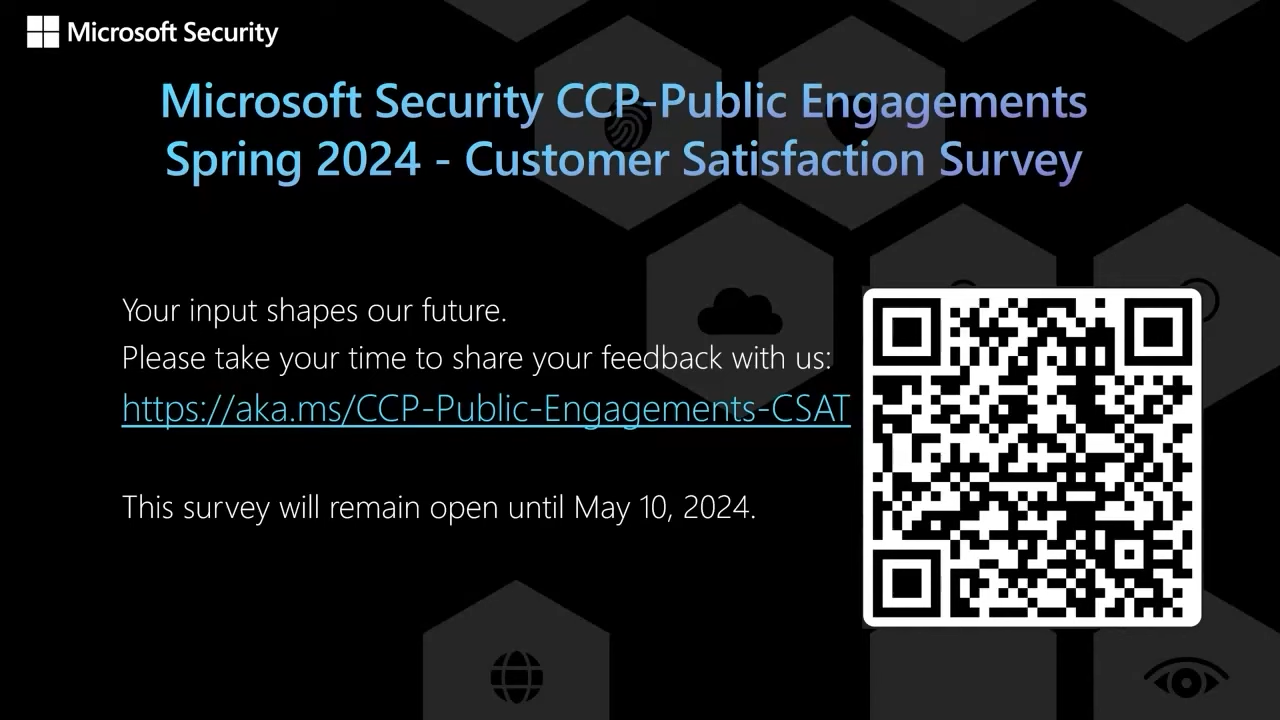 Microsoft Security
Microsoft Security CCP-Public Engagements
Spring 2024 - Customer Satisfaction Survey
Your input shapes our future.
Please take your time to share your feedback with us:
https://aka.ms/CCP-Public-Engagements-CSAT
This survey will remain open until May 10, 2024.